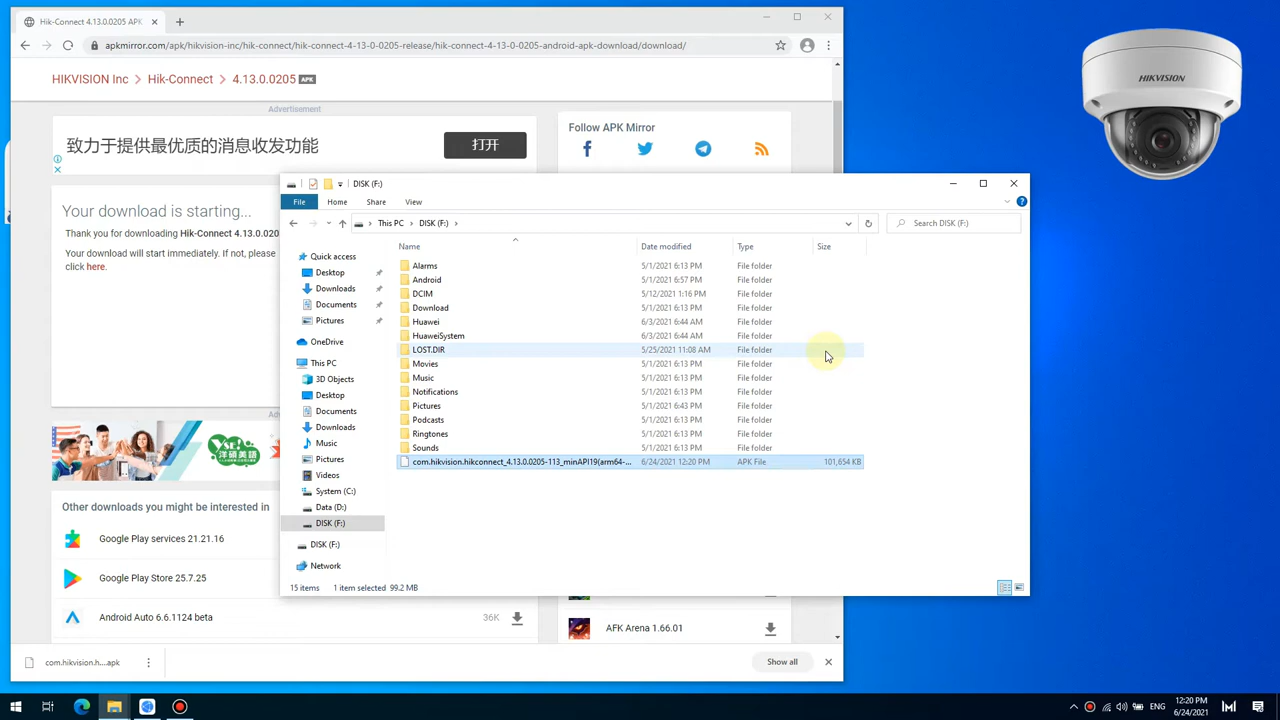 Hik-Connect 4.13.0.0205 APK
apkmirror.com/apk/hikvision-inc/hik-connect/hik-connect-4-13-0-0205-release/hik-connect-4-13-0-0205-android-apk-download/download/
HIKVISION Inc
Hik-Connect
4.13.0.0205 APK
HIKVISION
Advertisement
致力于提供最优质的消息收发功能
打开
Follow APK Mirror
Your download is starting...
Thank you for downloading Hik-Connect 4.13.0.020
Your download will start immediately. If not, please
click here.
DISK (F:)
File
Home
Share
View
This PC
DISK (F:)
Search DISK (F:)
Name
Date modified
Type
Size
Quick access
Desktop
Downloads
Documents
Pictures
OneDrive
This PC
3D Objects
Desktop
Documents
Downloads
Music
Pictures
Videos
System (C:)
Data (D:)
DISK (F:)
DISK (F:)
Network
Alarms 5/1/2021 6:13 PM File folder
Android 5/1/2021 6:57 PM File folder
DCIM 5/12/2021 1:16 PM File folder
Download 5/1/2021 6:13 PM File folder
Huawei 6/3/2021 6:44 AM File folder
HuaweiSystem 6/3/2021 6:44 AM File folder
LOST.DIR 5/25/2021 11:08 AM File folder
Movies 5/1/2021 6:13 PM File folder
Music 5/1/2021 6:13 PM File folder
Notifications 5/1/2021 6:13 PM File folder
Pictures 5/1/2021 6:43 PM File folder
Podcasts 5/1/2021 6:13 PM File folder
Ringtones 5/1/2021 6:13 PM File folder
Sounds 5/1/2021 6:13 PM File folder
com.hikvision.hikconnect_4.13.0.0205-113_minAPI19(arm64-... 6/24/2021 12:20 PM APK File 101,654 KB
15 items
1 item selected 99.2 MB
洋碩美語
Other downloads you might be interested in
Google Play services 21.21.16
Google Play Store 25.7.25
Android Auto 6.6.1124 beta
36K
AFK Arena 1.66.01
com.hikvision.h....apk
Show all
ENG
12:20 PM
6/24/2021